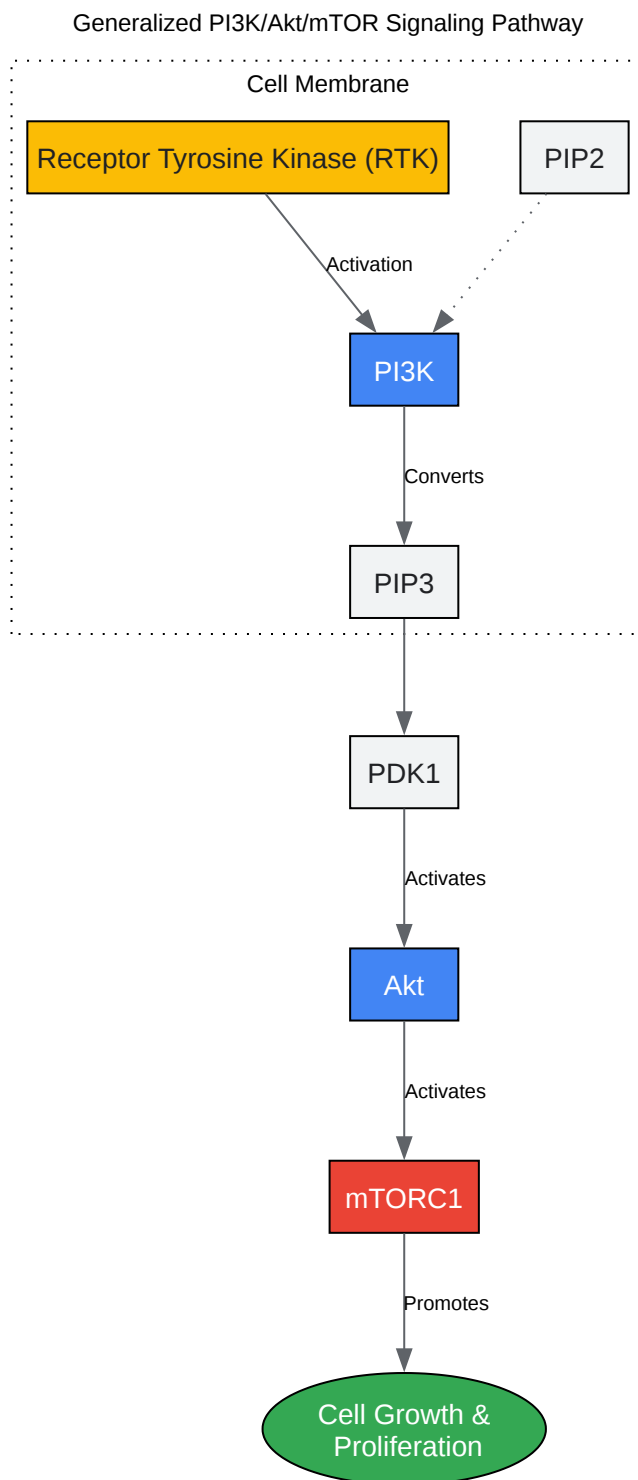 Generalized PI3K/Akt/mTOR Signaling Pathway
Cell Membrane
Receptor Tyrosine Kinase (RTK)
PIP2
Activation
PI3K
Converts
PIP3
PDK1
Activates
Akt
Activates
mTORC1
Promotes
Cell Growth &
Proliferation